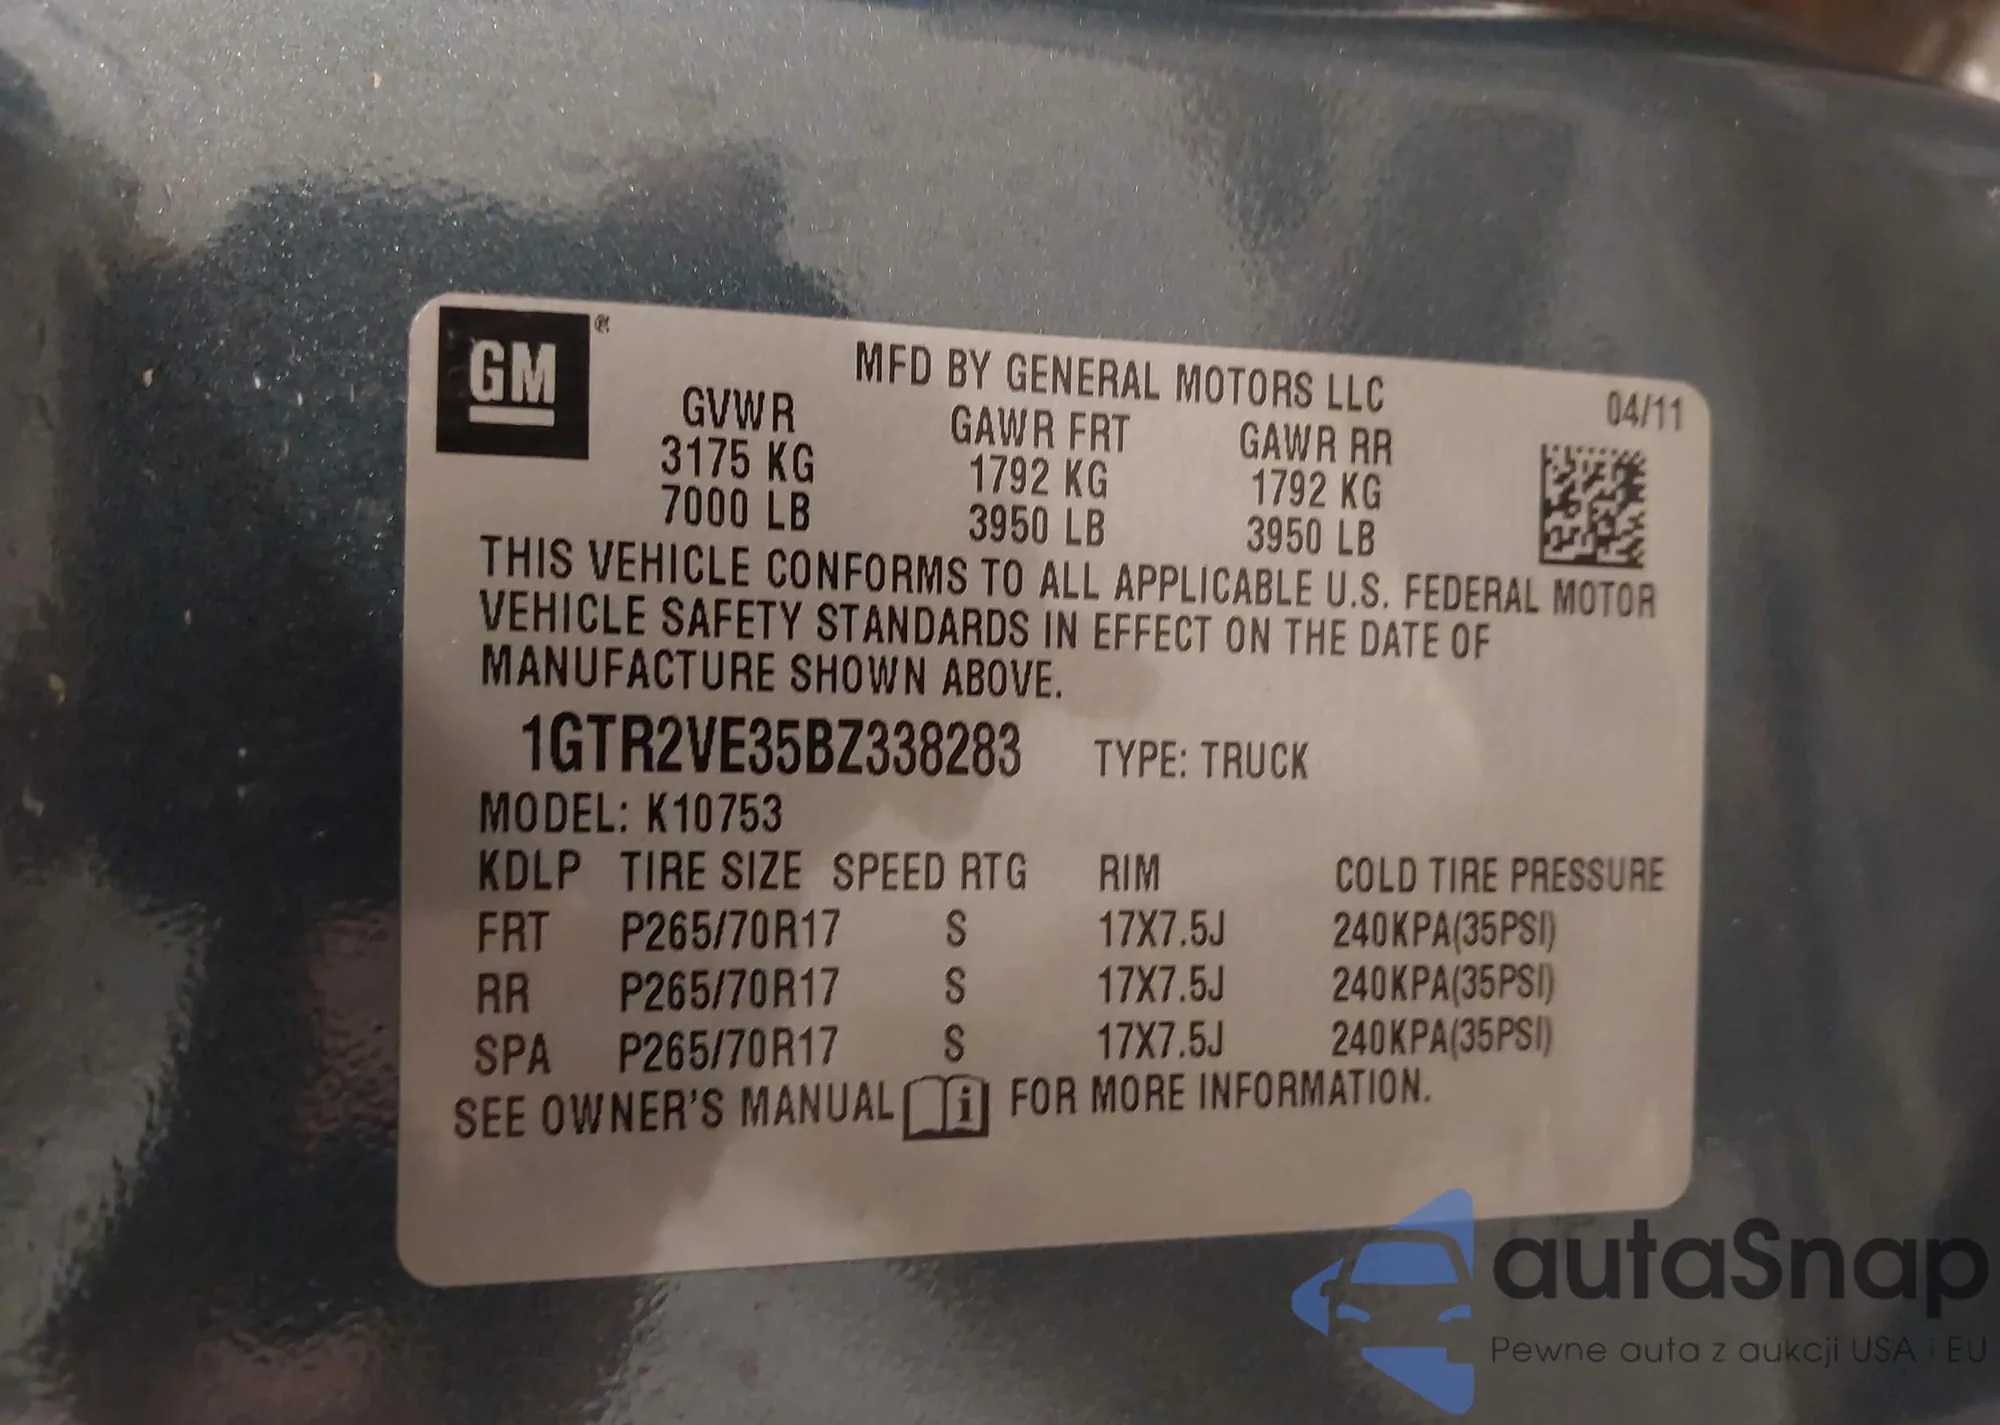 GM ®
MFD BY GENERAL MOTORS LLC
04/11
GVWR GAWR FRT GAWR RR
3175 KG 1792 KG 1792 KG
7000 LB 3950 LB 3950 LB
THIS VEHICLE CONFORMS TO ALL APPLICABLE U.S. FEDERAL MOTOR
VEHICLE SAFETY STANDARDS IN EFFECT ON THE DATE OF
MANUFACTURE SHOWN ABOVE.
1GTR2VE35BZ338283 TYPE: TRUCK
MODEL: K10753
KDLP TIRE SIZE SPEED RTG RIM COLD TIRE PRESSURE
FRT P265/70R17 S 17X7.5J 240KPA(35PSI)
RR P265/70R17 S 17X7.5J 240KPA(35PSI)
SPA P265/70R17 S 17X7.5J 240KPA(35PSI)
SEE OWNER'S MANUAL i FOR MORE INFORMATION.
autaSnap
Pewne auta z aukcji USA i EU